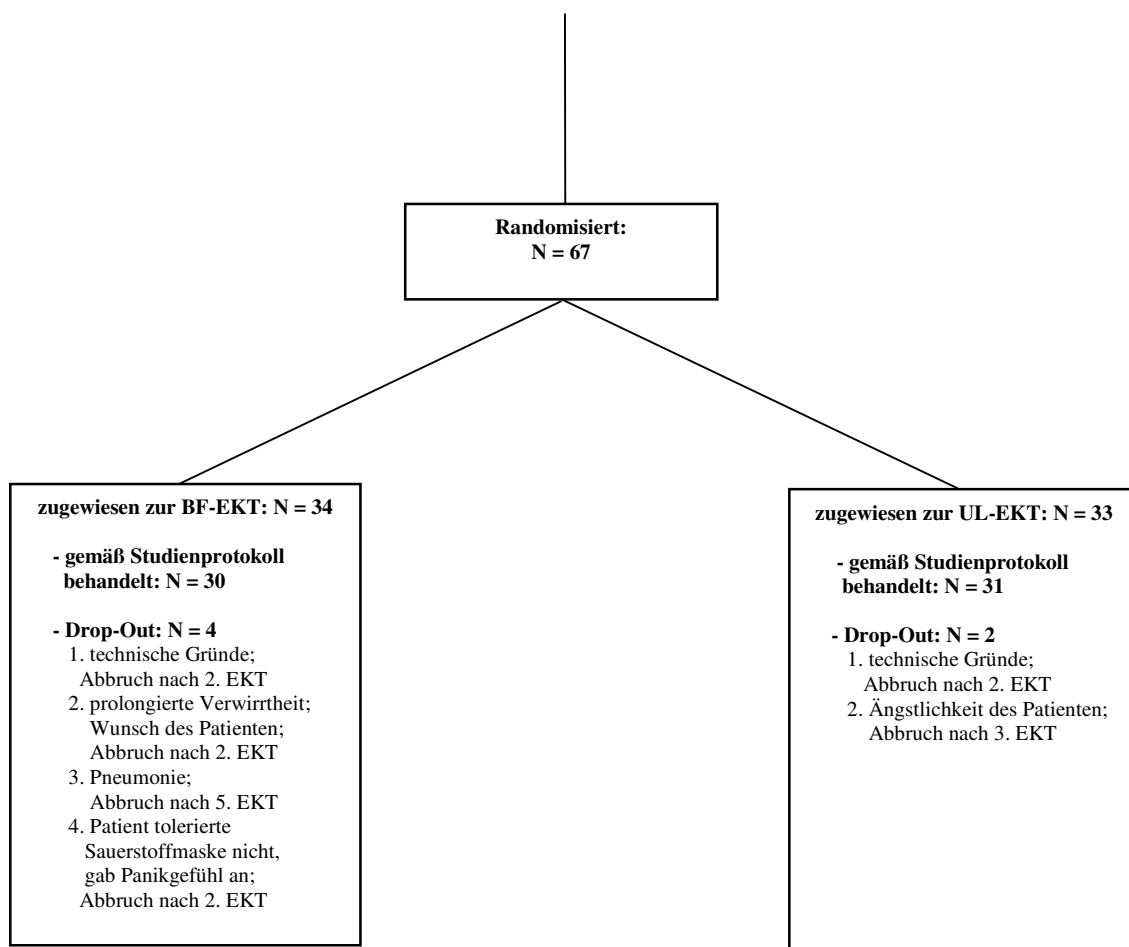 Randomisiert:
N = 67
zugewiesen zur BF-EKT: N = 34
- gemäß Studienprotokoll
behandelt: N = 30
- Drop-Out: N = 4
1. technische Gründe;
Abbruch nach 2. EKT
2. prolongierte Verwirrtheit;
Wunsch des Patienten;
Abbruch nach 2. EKT
3. Pneumonie;
Abbruch nach 5. EKT
4. Patient tolerierte
Sauerstoffmaske nicht,
gab Panikgefühl an;
Abbruch nach 2. EKT
zugewiesen zur UL-EKT: N = 33
- gemäß Studienprotokoll
behandelt: N = 31
- Drop-Out: N = 2
1. technische Gründe;
Abbruch nach 2. EKT
2. Ängstlichkeit des Patienten;
Abbruch nach 3. EKT